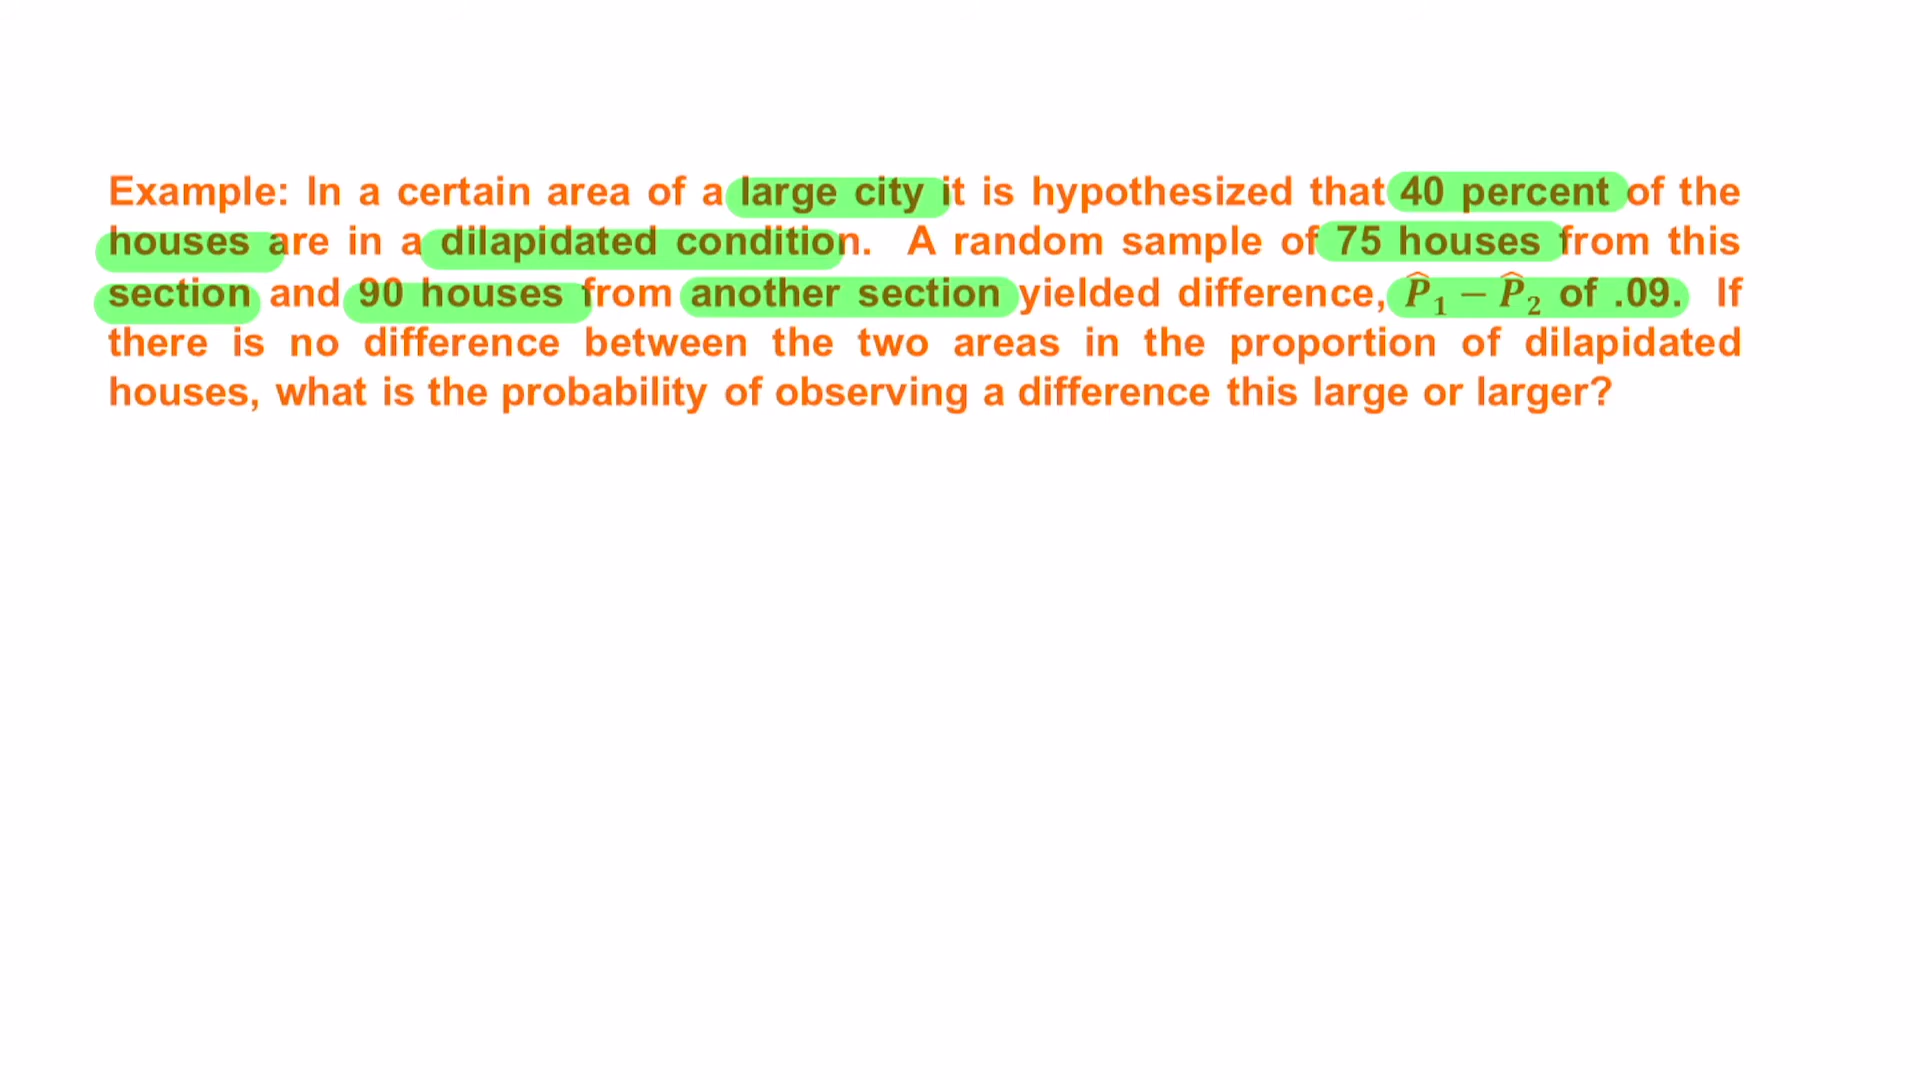 Example: In a certain area of a large city it is hypothesized that 40 percent of the
houses are in a dilapidated condition. A random sample of 75 houses from this
section and 90 houses from another section yielded difference, P̂₁ − P̂₂ of .09. If
there is no difference between the two areas in the proportion of dilapidated
houses, what is the probability of observing a difference this large or larger?